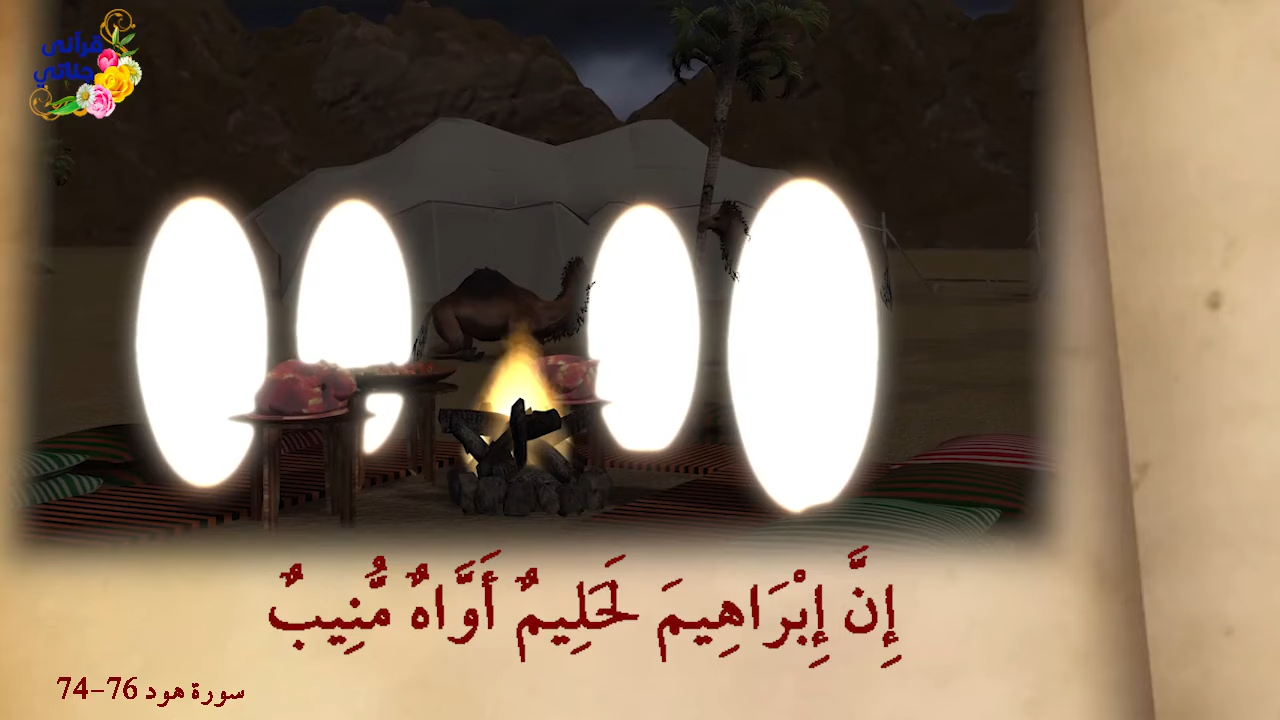 قرآني
جناتي
إِنَّ إِبْرَاهِيمَ لَحَلِيمٌ أَوَّاهٌ مُّنِيبٌ
سورة هود 76-74